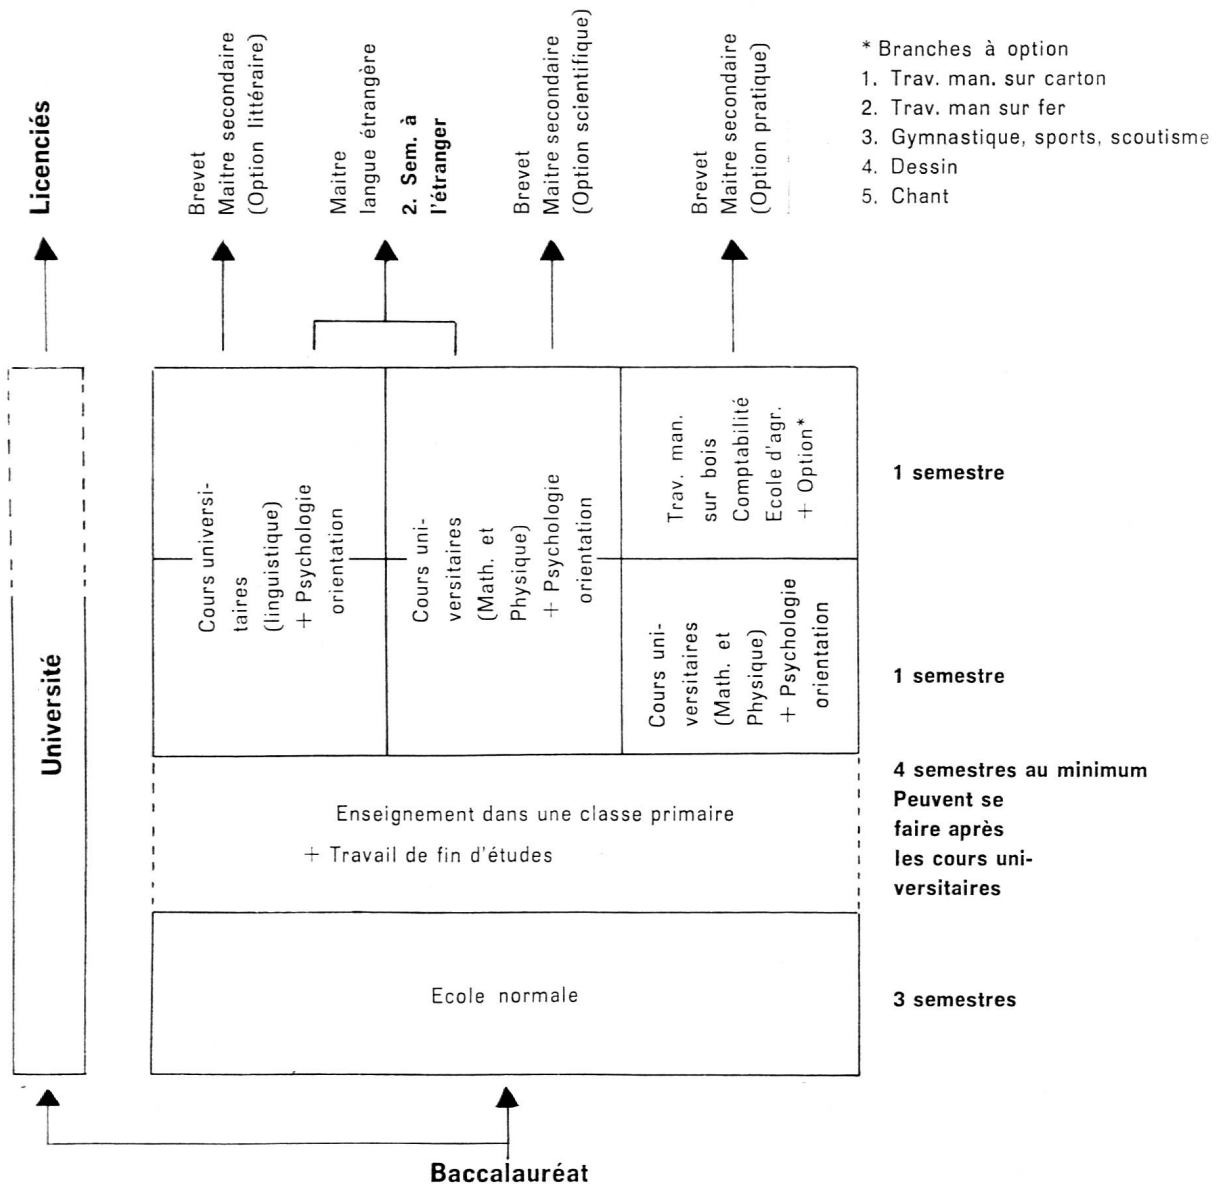 Licenciés
Brevet
Maitre secondaire
(Option littéraire)
Maitre
langue étrangère
2. Sem. à
l'étranger
Brevet
Maitre secondaire
(Option scientifique)
Brevet
Maitre secondaire
(Option pratique)
* Branches à option
1. Trav. man. sur carton
2. Trav. man sur fer
3. Gymnastique, sports, scoutisme
4. Dessin
5. Chant
Université
Cours universi-
taires
(linguistique)
+ Psychologie
orientation
Cours uni-
versitaires
(Math. et
Physique)
+ Psychologie
orientation
Trav. man.
sur bois
Comptabilité
Ecole d'agr.
+ Option*
1 semestre
Cours uni-
versitaires
(Math. et
Physique)
+ Psychologie
orientation
1 semestre
Enseignement dans une classe primaire
+ Travail de fin d'études
4 semestres au minimum
Peuvent se
faire après
les cours uni-
versitaires
Ecole normale
3 semestres
Baccalauréat